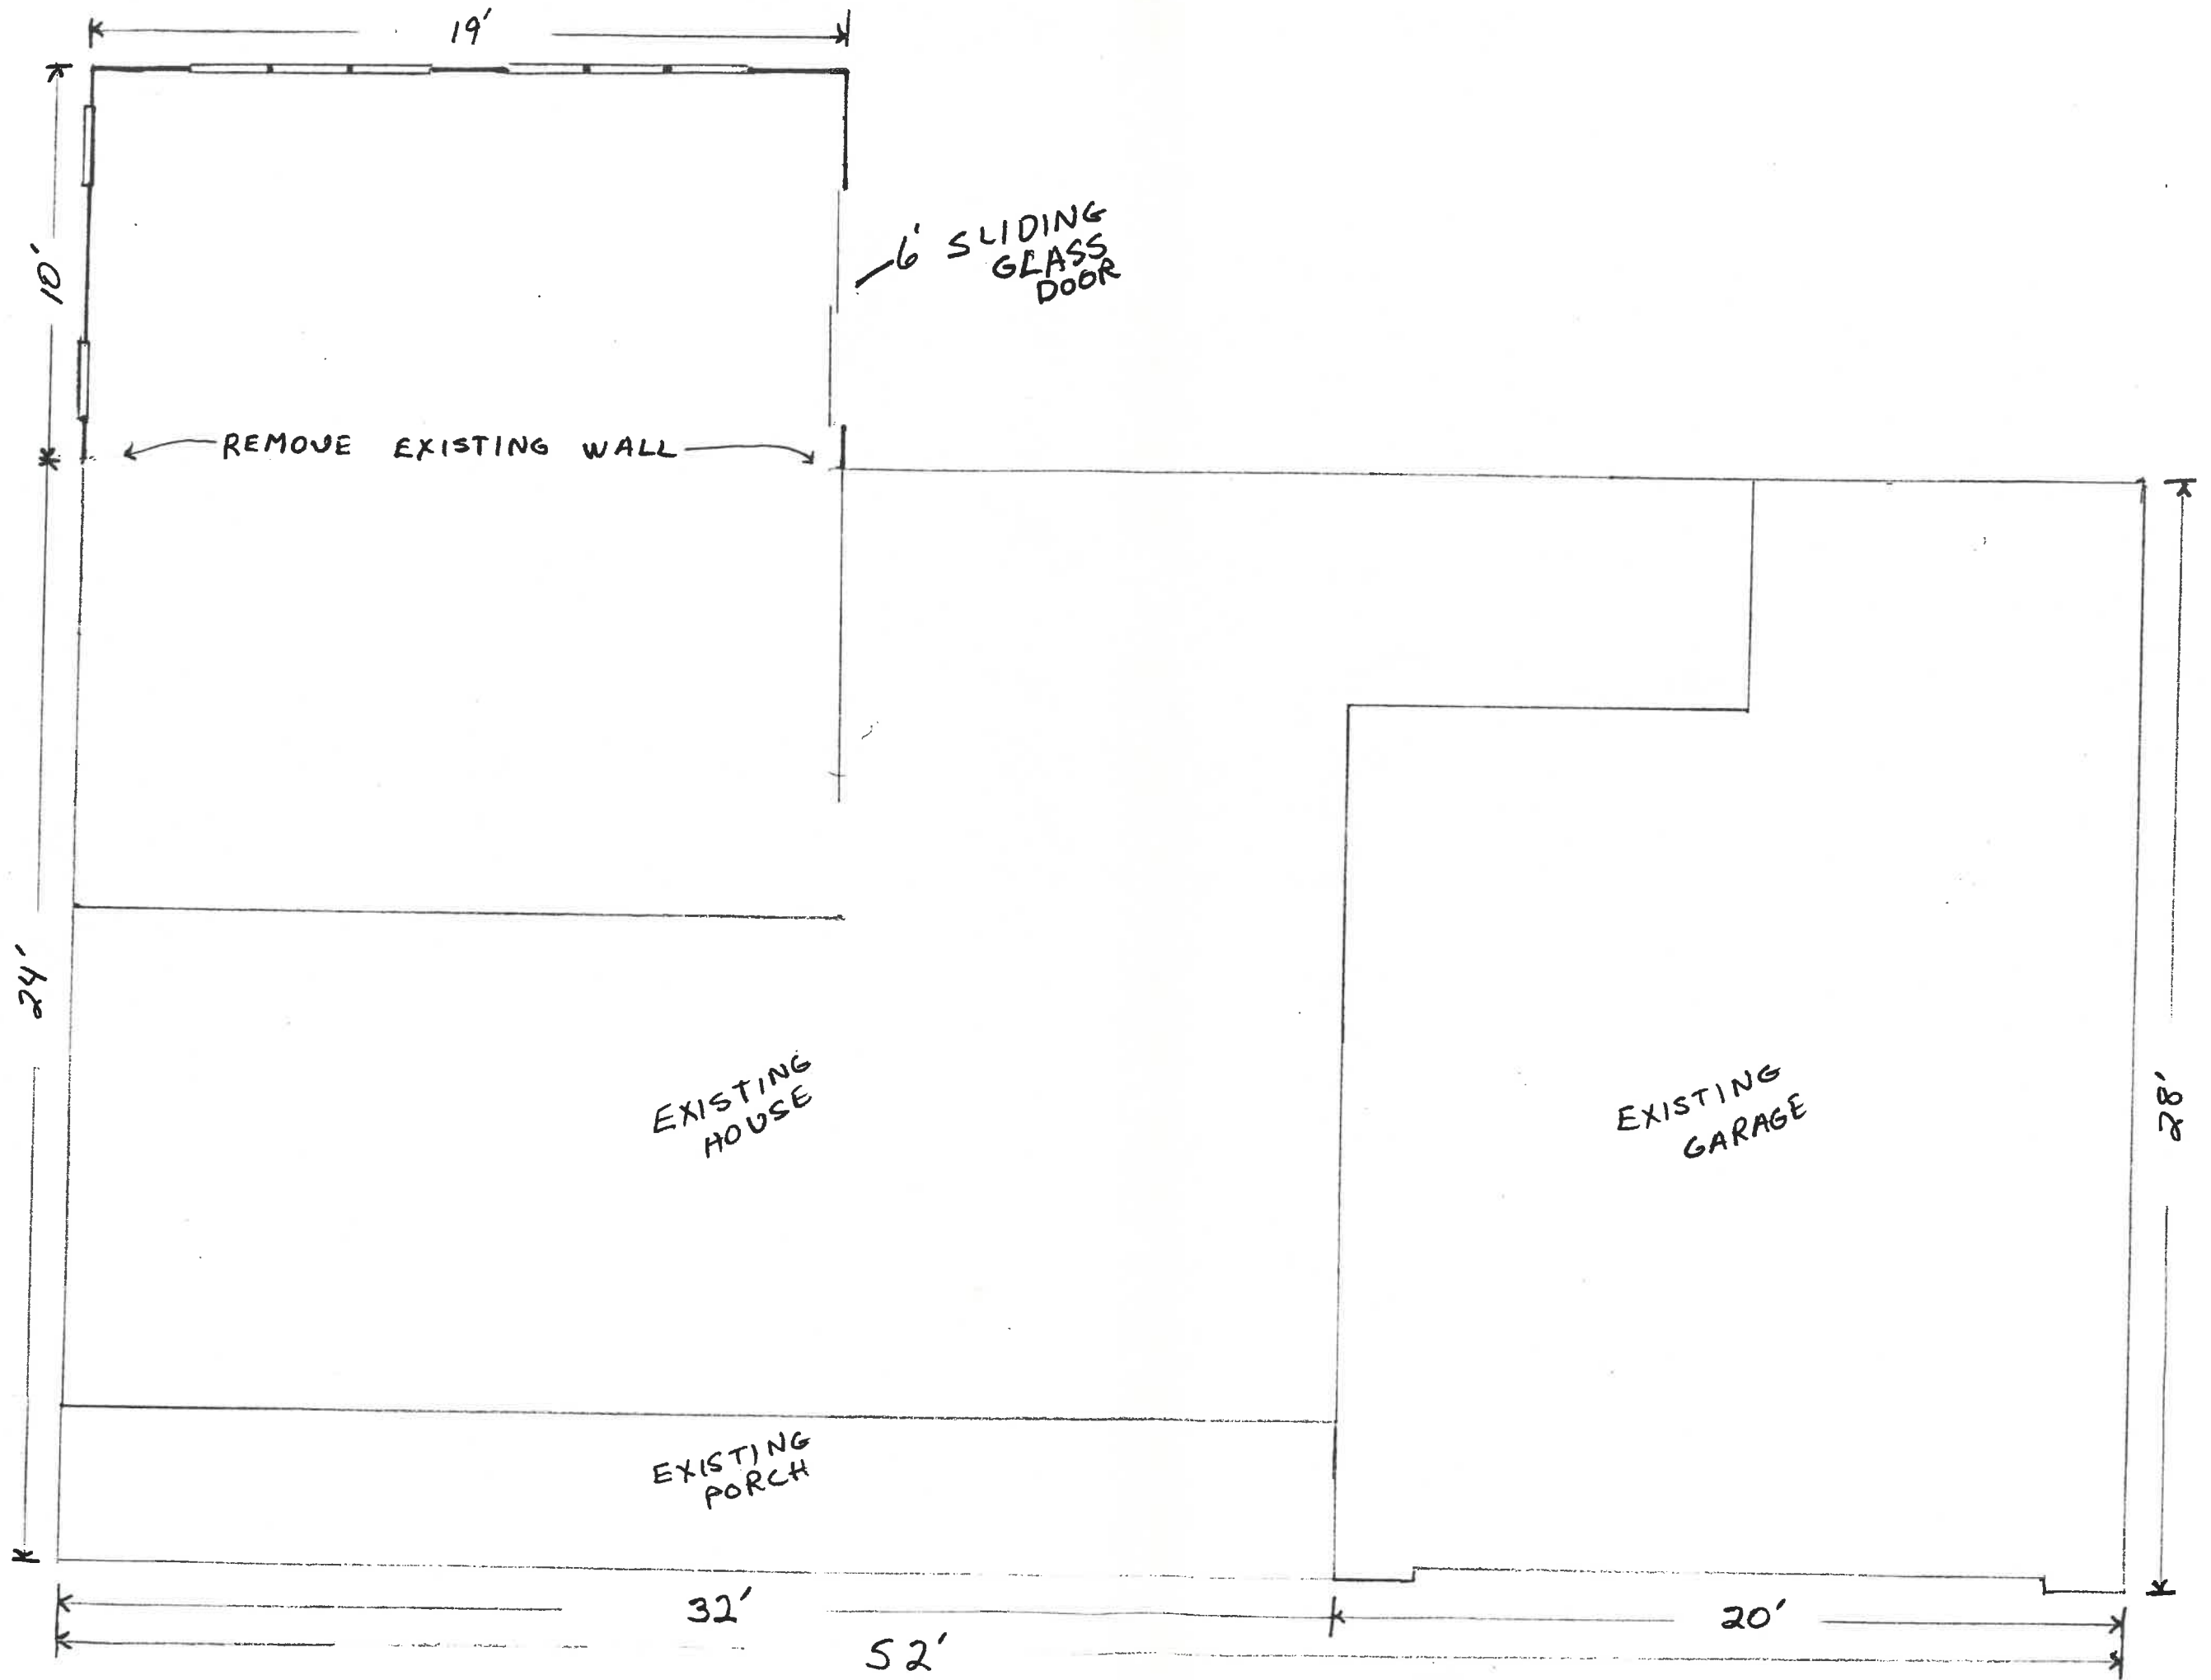 19'
10'
6' SLIDING
GLASS
DOOR
REMOVE EXISTING WALL
24'
EXISTING
HOUSE
EXISTING
GARAGE
28'
EXISTING
PORCH
32'
20'
52'